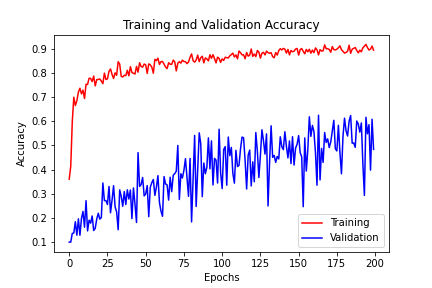 Training and Validation Accuracy
Accuracy
0.9
0.8
0.7
0.6
0.5
0.4
0.3
0.2
0.1
Training
Validation
0 25 50 75 100 125 150 175 200
Epochs